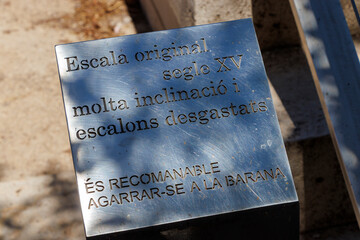 Escala original
segle XV
molta inclinació i
escalons desgastats
ÉS RECOMANABLE
AGARRAR-SE A LA BARANA